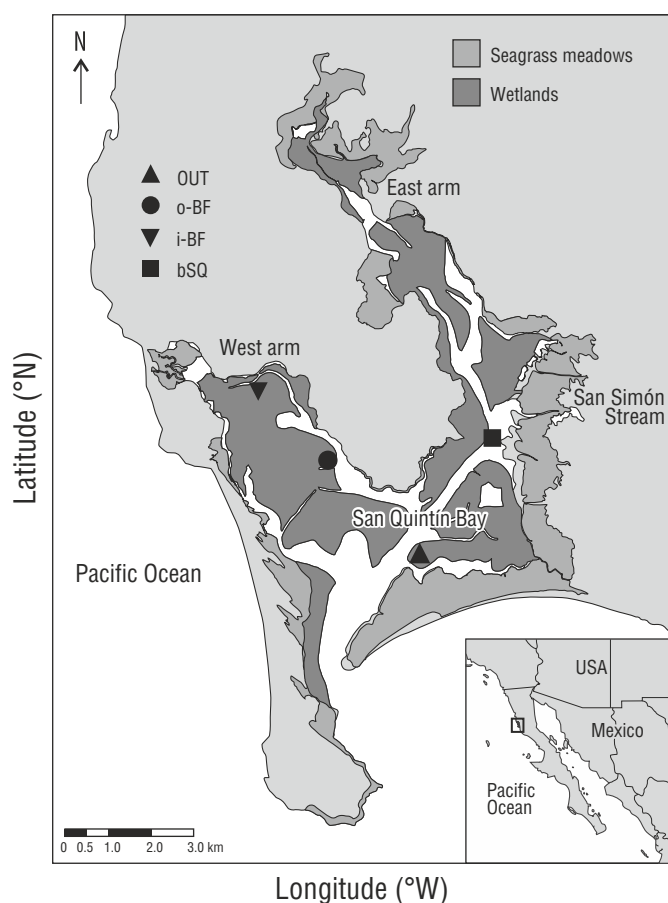 N
Seagrass meadows
Wetlands
OUT
o-BF
i-BF
bSQ
East arm
West arm
San Simón
Stream
San Quintín Bay
Pacific Ocean
USA
Mexico
Pacific
Ocean
0 0.5 1.0 2.0 3.0 km
Latitude (°N)
Longitude (°W)